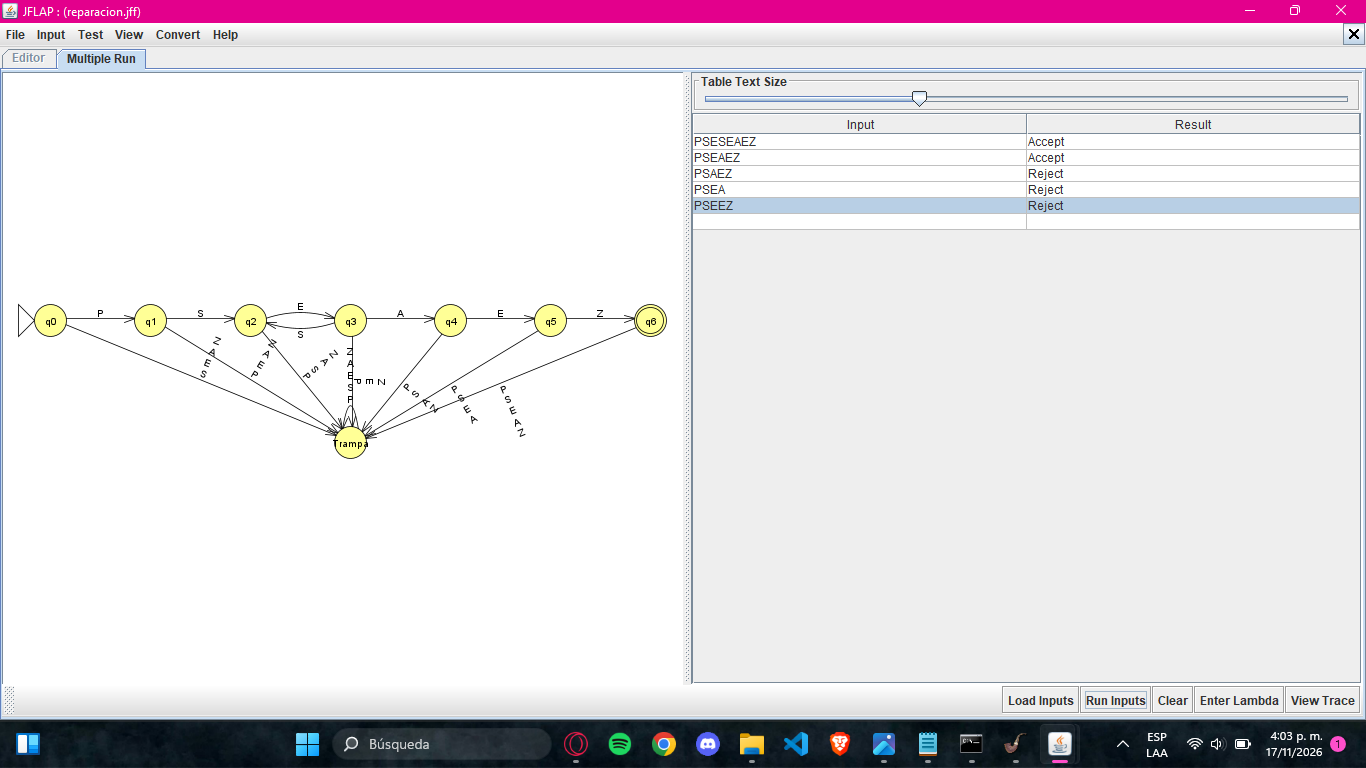 JFLAP : (reparacion.jff)
File Input Test View Convert Help
Editor Multiple Run
Table Text Size
Input Result
PSESEAEZ Accept
PSEAEZ Accept
PSAEZ Reject
PSEA Reject
PSEEZ Reject
E
P S A E Z
q0 q1 q2 q3 q4 q5 q6
S
Z A E S
Z A E P
Z A S P
Z A E S P
Z E P
P S A Z
P S E A
P S E A Z
Trampa
Load Inputs Run Inputs Clear Enter Lambda View Trace
Búsqueda
ESP
LAA
4:03 p. m.
17/11/2026
1